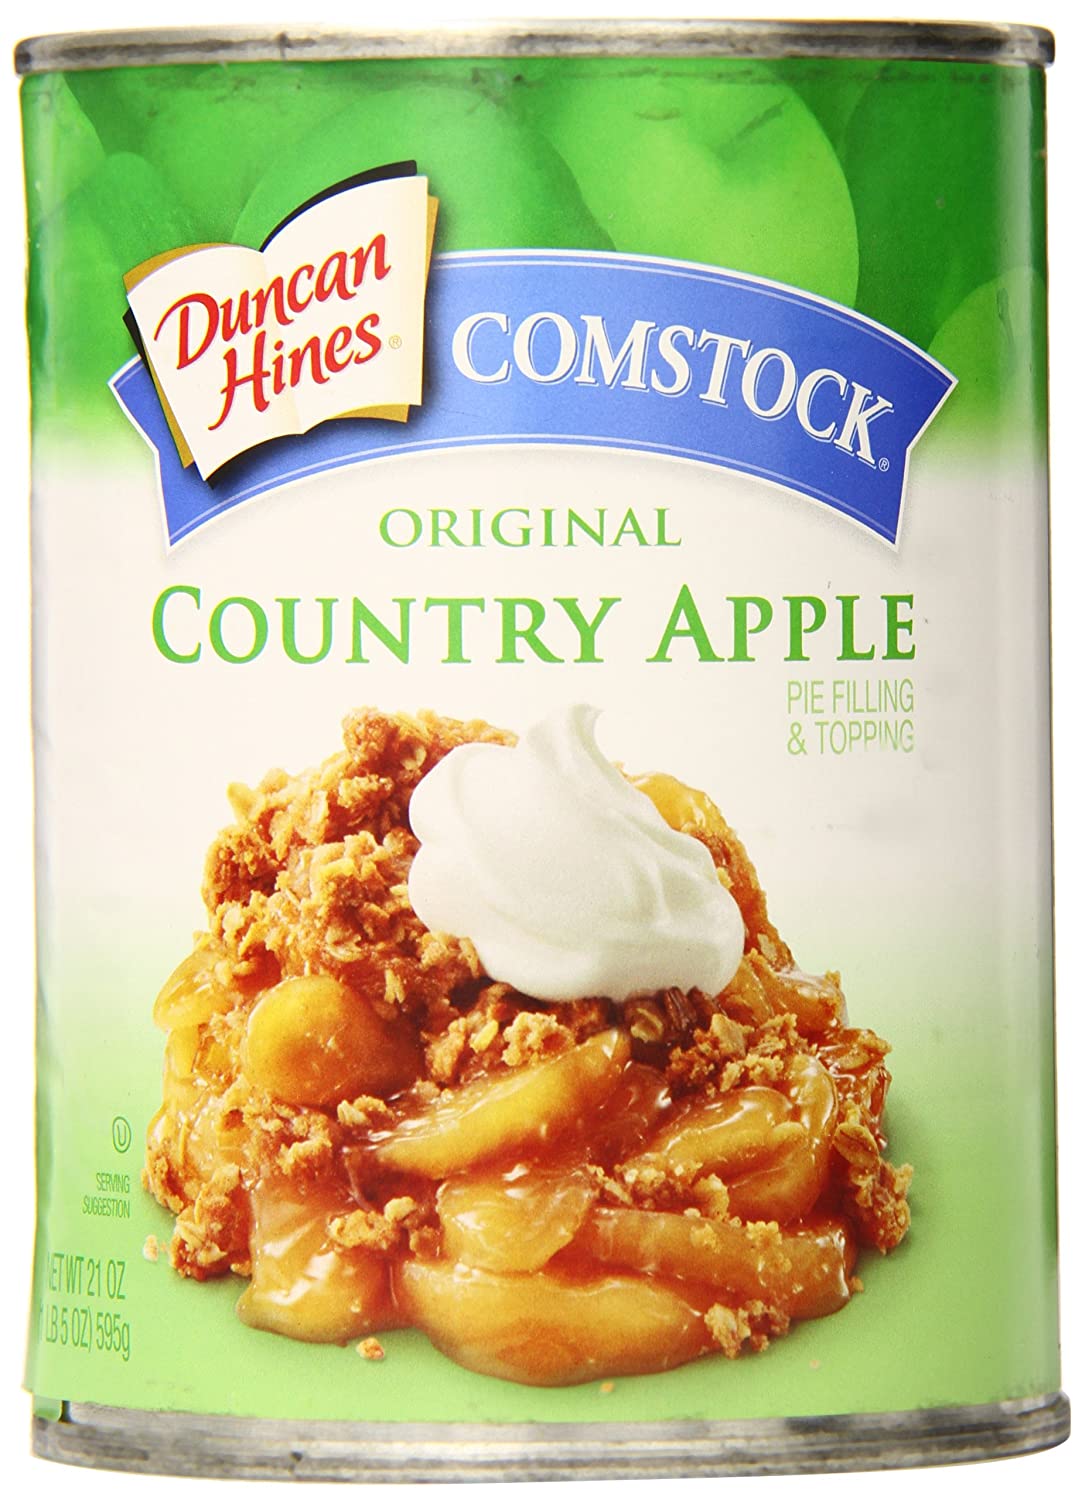 Duncan
Hines®
COMSTOCK®
ORIGINAL
COUNTRY APPLE
PIE FILLING
& TOPPING
U
SERVING
SUGGESTION
NET WT 21 OZ
LB 5 OZ) 595g